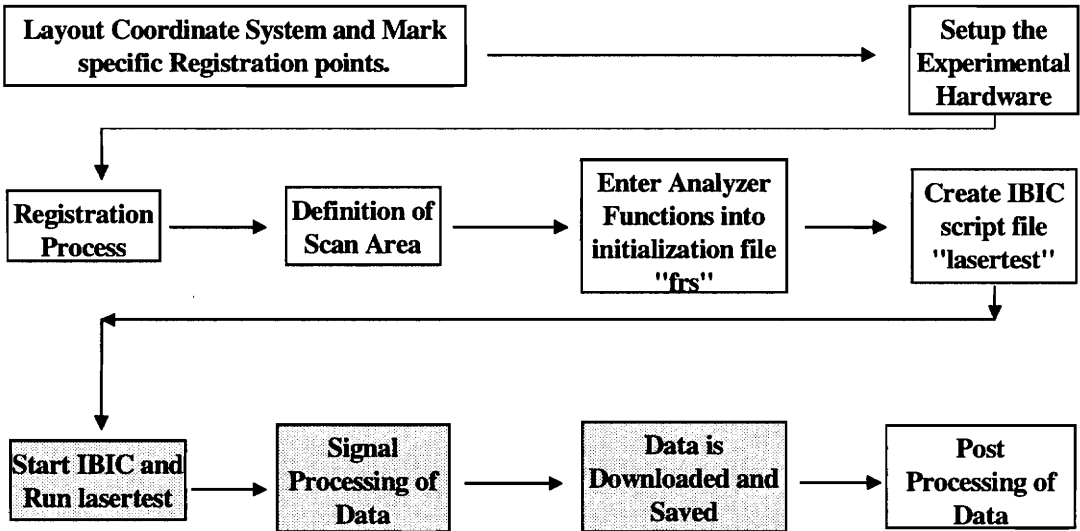 Layout Coordinate System and Mark
specific Registration points.
Setup the
Experimental
Hardware
Registration
Process
Definition of
Scan Area
Enter Analyzer
Functions into
initialization file
"frs"
Create IBIC
script file
"lasertest"
Start IBIC and
Run lasertest
Signal
Processing of
Data
Data is
Downloaded and
Saved
Post
Processing of
Data